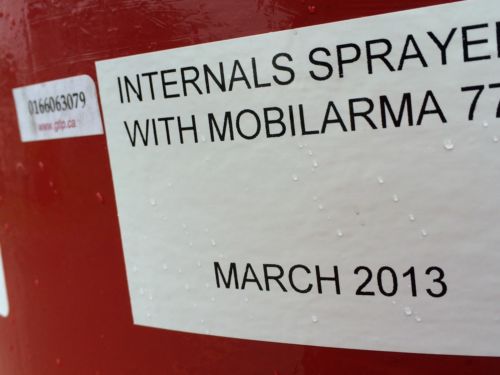 0166063079
INTERNALS SPRAYE
WITH MOBILARMA 77
MARCH 2013